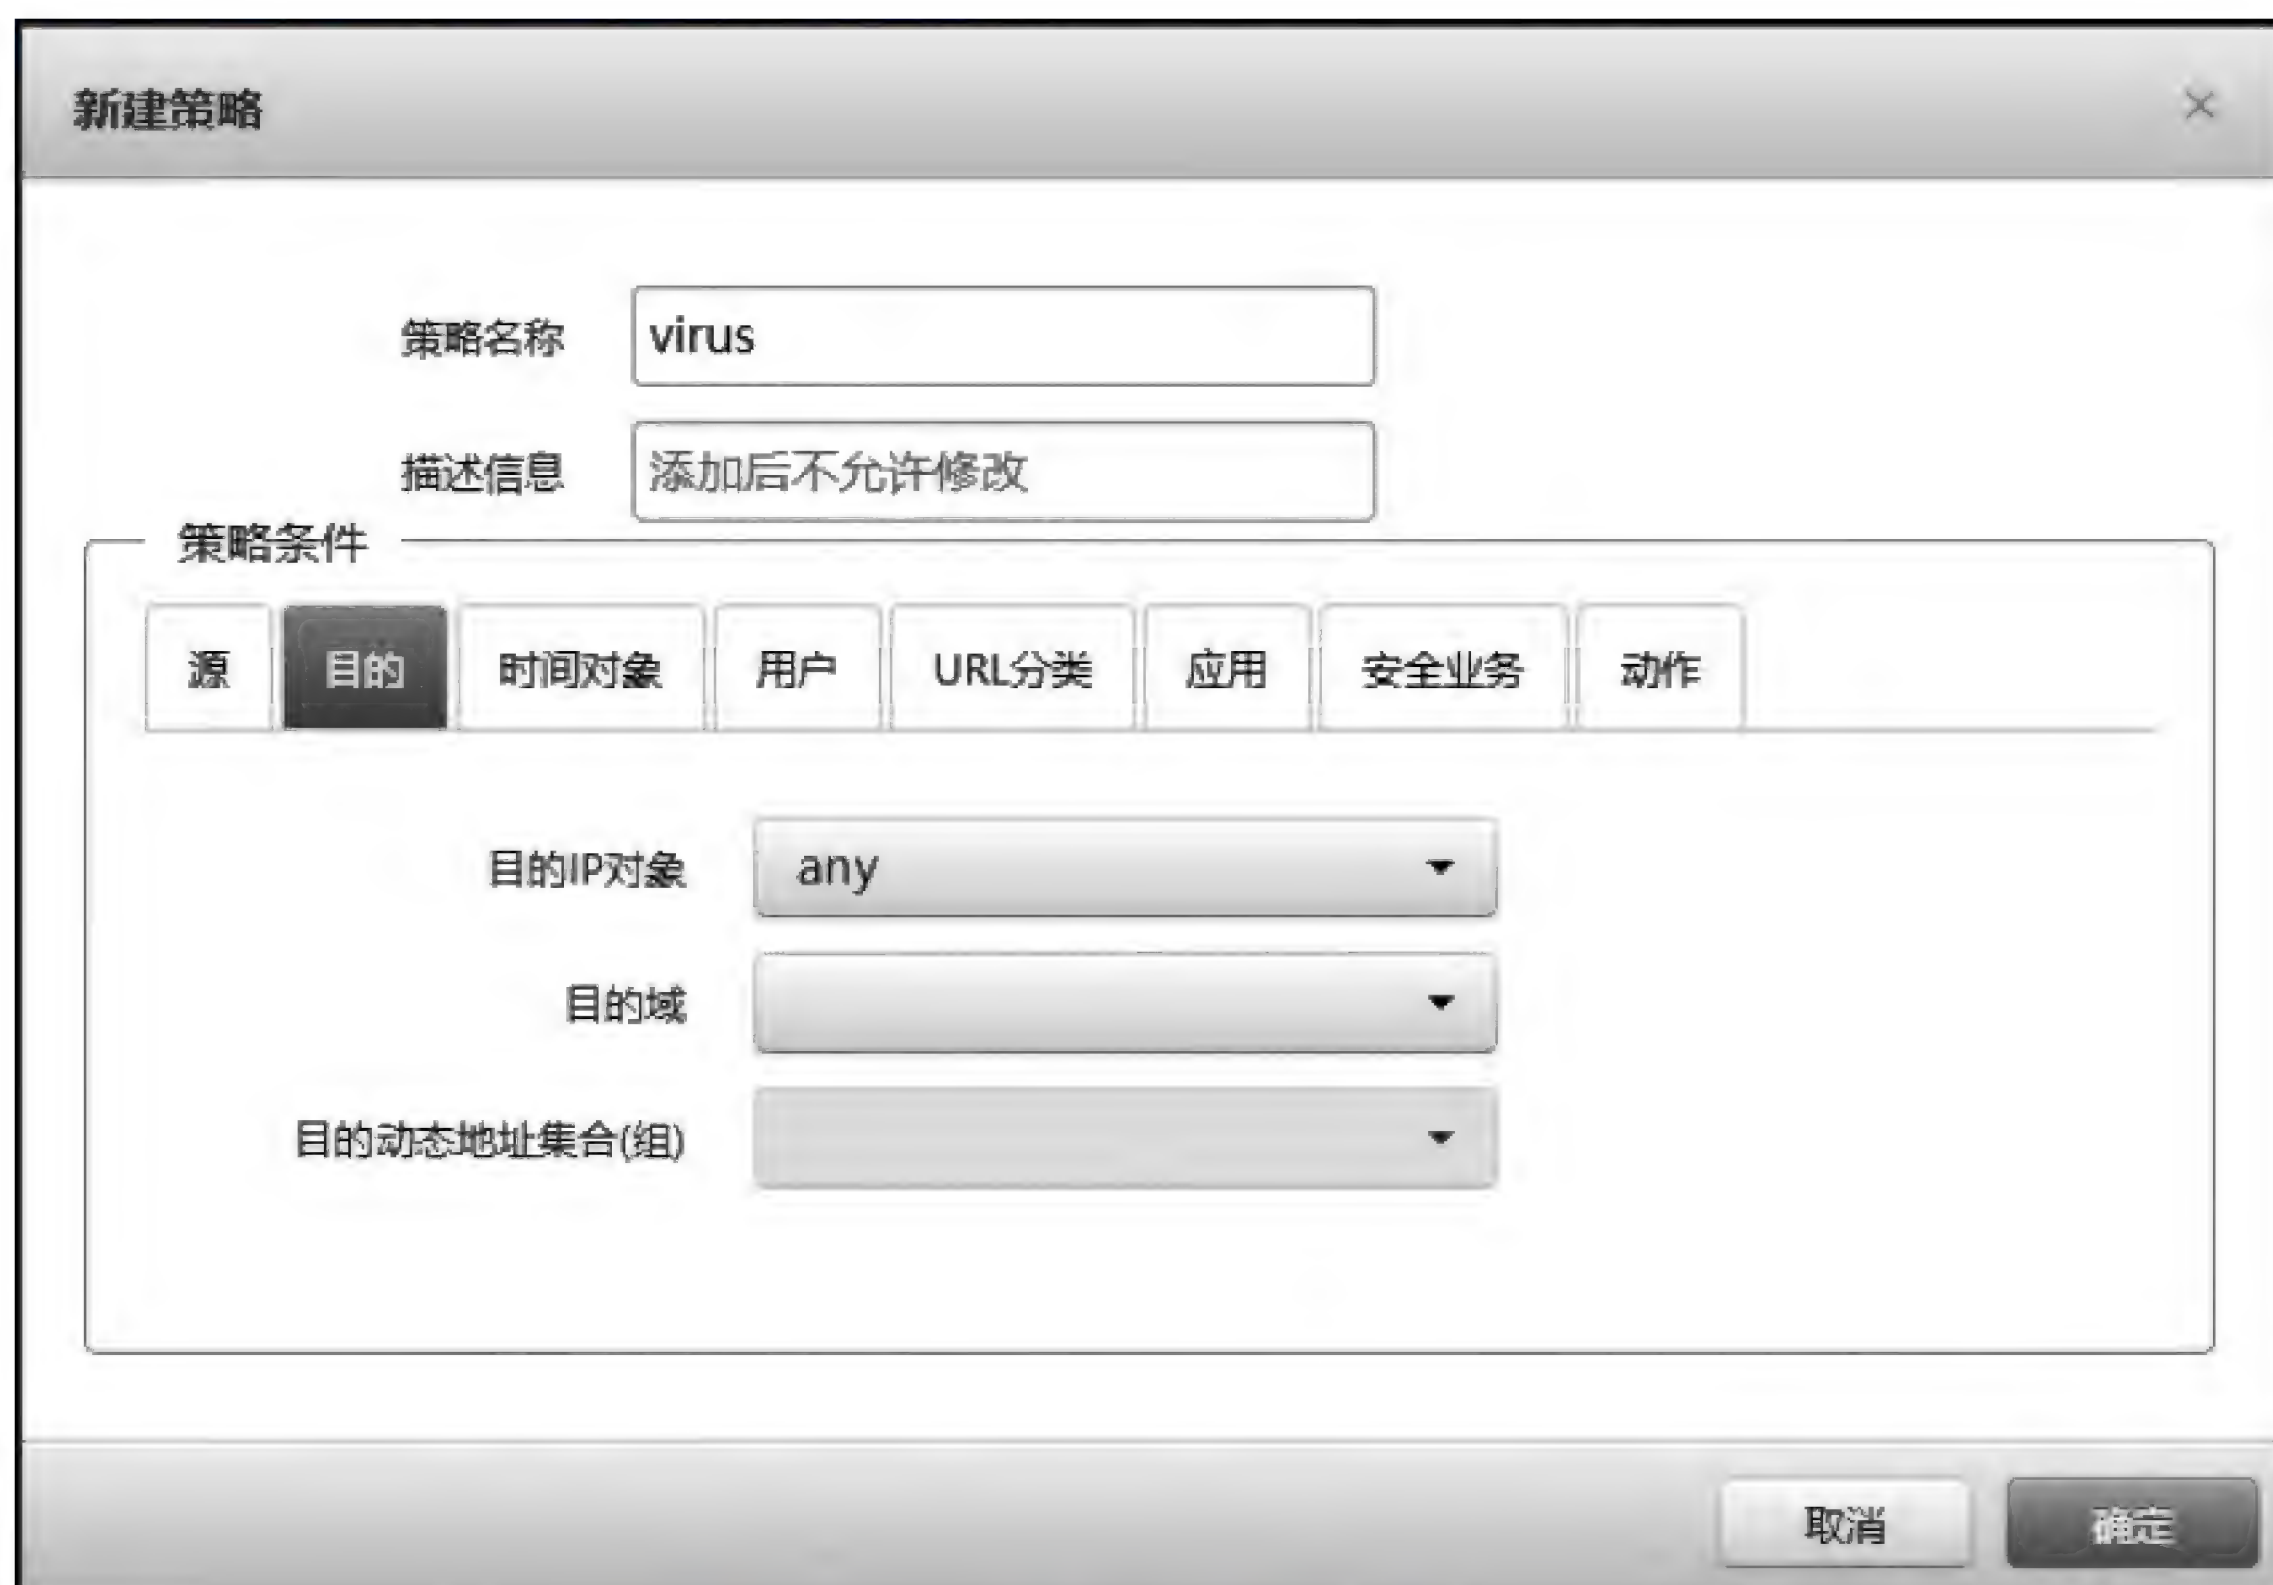 新建策略 ×
策略名称 virus
描述信息 添加后不允许修改
策略条件
源 目的 时间对象 用户 URL分类 应用 安全业务 动作
目的IP对象 any
目的域
目的动态地址集合(组)
取消 确定